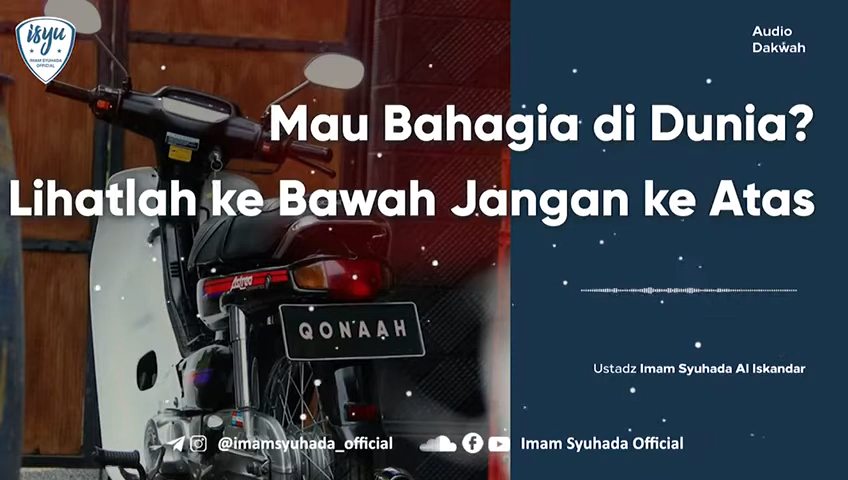 isyu
IMAM SYUHADA
OFFICIAL
Audio
Dakwah
Mau Bahagia di Dunia?
Lihatlah ke Bawah Jangan ke Atas
Astrea
QONAAH
Ustadz Imam Syuhada Al Iskandar
@imamsyuhada_official
Imam Syuhada Official